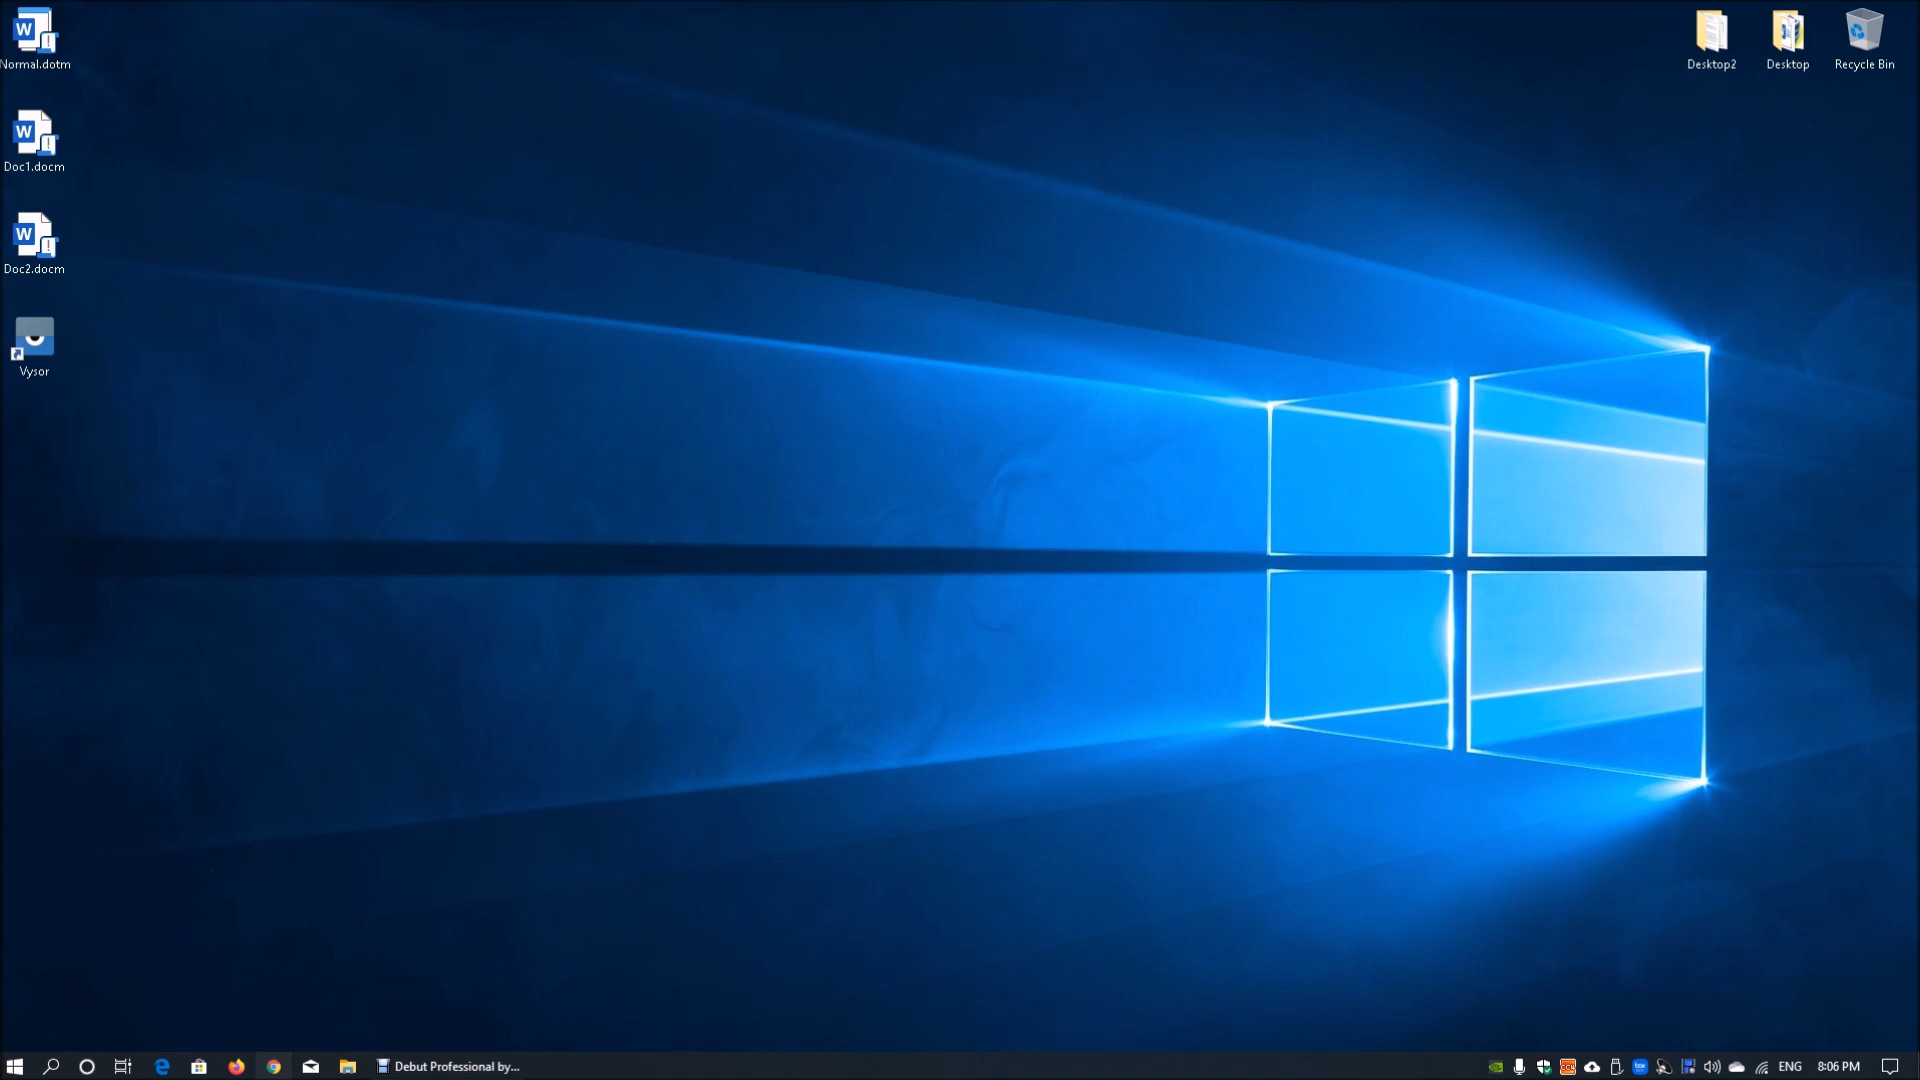 Normal.dotm
Doc1.docm
Doc2.docm
Vysor
Desktop2
Desktop
Recycle Bin
Debut Professional by...
ENG
8:06 PM